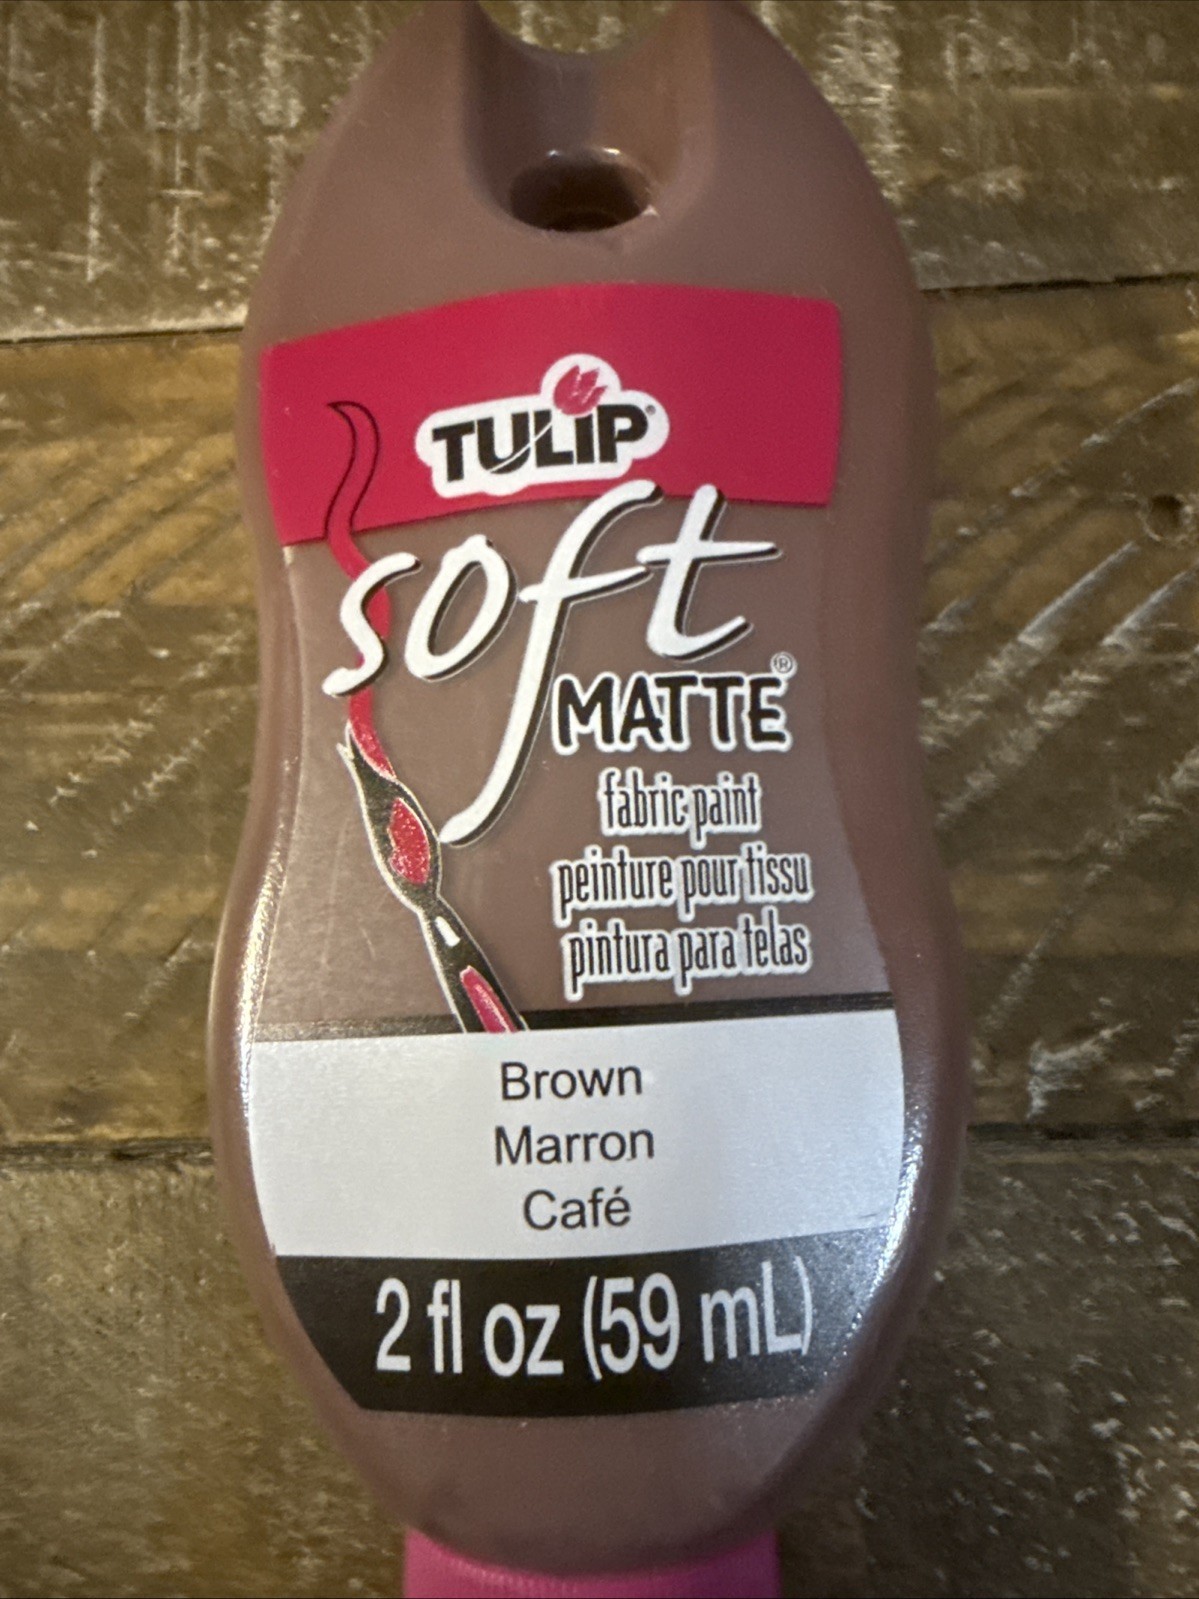 TULIP®
soft
MATTE®
fabric paint
peinture pour tissu
pintura para telas
Brown
Marron
Café
2 fl oz (59 mL)